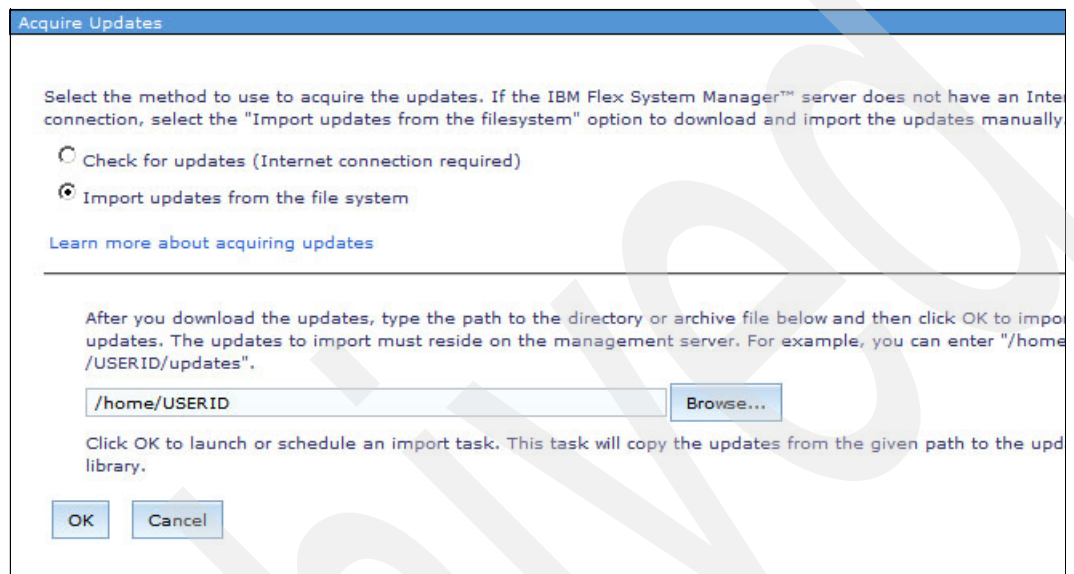 Acquire Updates
Select the method to use to acquire the updates. If the IBM Flex System Manager™ server does not have an
connection, select the "Import updates from the filesystem" option to download and import the updates manually.
Check for updates (Internet connection required)
Import updates from the file system
Learn more about acquiring updates
After you download the updates, type the path to the directory or archive file below and then click OK to
updates. The updates to import must reside on the management server. For example, you can enter "/home
/USERID/updates".
/home/USERID
Browse...
Click OK to launch or schedule an import task. This task will copy the updates from the given path to the
library.
OK
Cancel